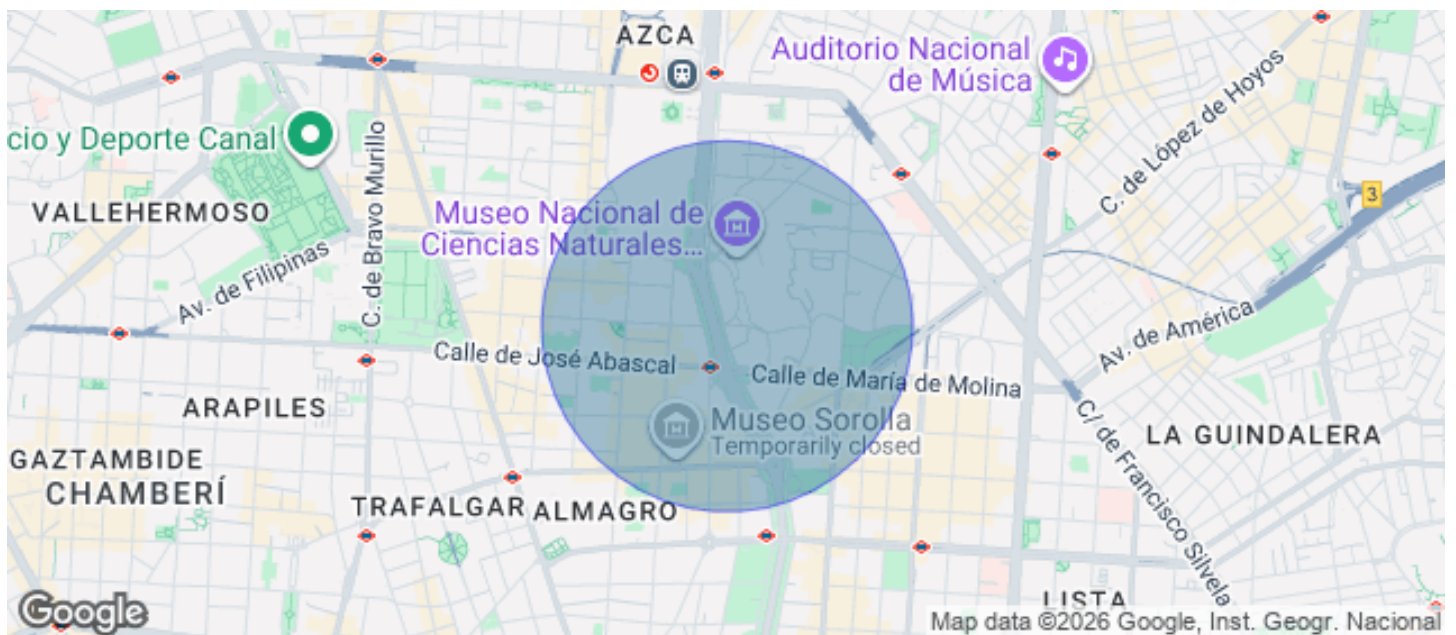 AZCA
Auditorio Nacional
de Música
C. de López de Hoyos
cio y Deporte Canal
C. de Bravo Murillo
3
VALLEHERMOSO
Museo Nacional de
Ciencias Naturales...
Av. de Filipinas
Av. de América
Calle de José Abascal
Calle de María de Molina
ARAPILES
Museo Sorolla
Temporarily closed
C/ de Francisco Silvela
LA GUINDALERA
GAZTAMBIDE
CHAMBERÍ
TRAFALGAR
ALMAGRO
LISTA
Google
Map data ©2026 Google, Inst. Geogr. Nacional